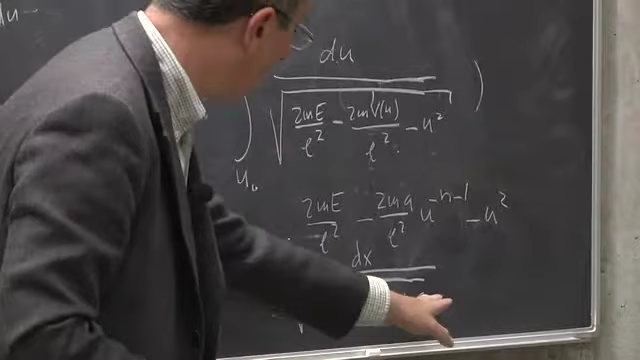 du
du
∫ u₀ √(2mE/ℓ² - 2mV(u)/ℓ² - u²) )
2mE/ℓ² - 2ma/ℓ² u^(-n-1) - u²
dx